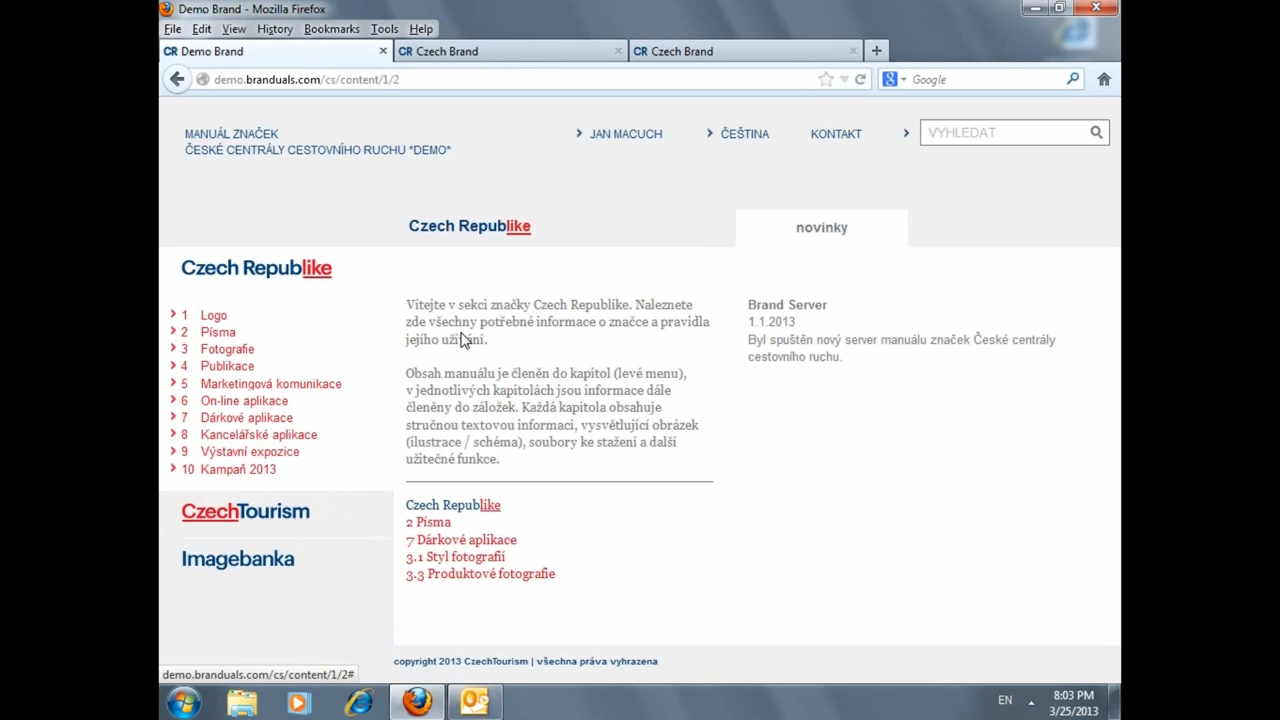 Demo Brand - Mozilla Firefox
File Edit View History Bookmarks Tools Help
CR Demo Brand
CR Czech Brand
CR Czech Brand
demo.branduals.com/cs/content/1/2
Google
MANUÁL ZNAČEK
ČESKÉ CENTRÁLY CESTOVNÍHO RUCHU *DEMO*
JAN MACUCH
ČEŠTINA
KONTAKT
VYHLEDAT
Czech Republike
novinky
Czech Republike
1 Logo
2 Písma
3 Fotografie
4 Publikace
5 Marketingová komunikace
6 On-line aplikace
7 Dárkové aplikace
8 Kancelářské aplikace
9 Výstavní expozice
10 Kampaň 2013
CzechTourism
Imagebanka
Vítejte v sekci značky Czech Republike. Naleznete
zde všechny potřebné informace o značce a pravidla
jejího užívání.
Obsah manuálu je členěn do kapitol (levé menu),
v jednotlivých kapitolách jsou informace dále
členěny do záložek. Každá kapitola obsahuje
stručnou textovou informaci, vysvětlující obrázek
(ilustrace / schéma), soubory ke stažení a další
užitečné funkce.
Czech Republike
2 Písma
7 Dárkové aplikace
3.1 Styl fotografií
3.3 Produktové fotografie
Brand Server
1.1.2013
Byl spuštěn nový server manuálu značek České centrály
cestovního ruchu.
copyright 2013 CzechTourism | všechna práva vyhrazena
demo.branduals.com/cs/content/1/2#
EN
8:03 PM
3/25/2013